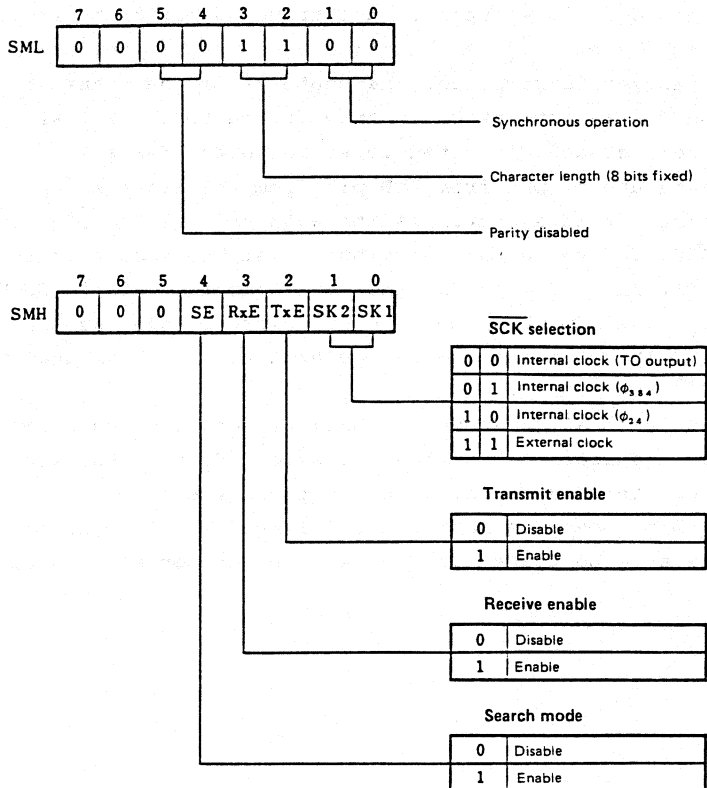 7 6 5 4 3 2 1 0
SML 0 0 0 0 1 1 0 0
Synchronous operation
Character length (8 bits fixed)
Parity disabled
7 6 5 4 3 2 1 0
SMH 0 0 0 SE RxE TxE SK2 SK1
SCK selection
0 0 Internal clock (TO output)
0 1 Internal clock (ϕ384)
1 0 Internal clock (ϕ24)
1 1 External clock
Transmit enable
0 Disable
1 Enable
Receive enable
0 Disable
1 Enable
Search mode
0 Disable
1 Enable